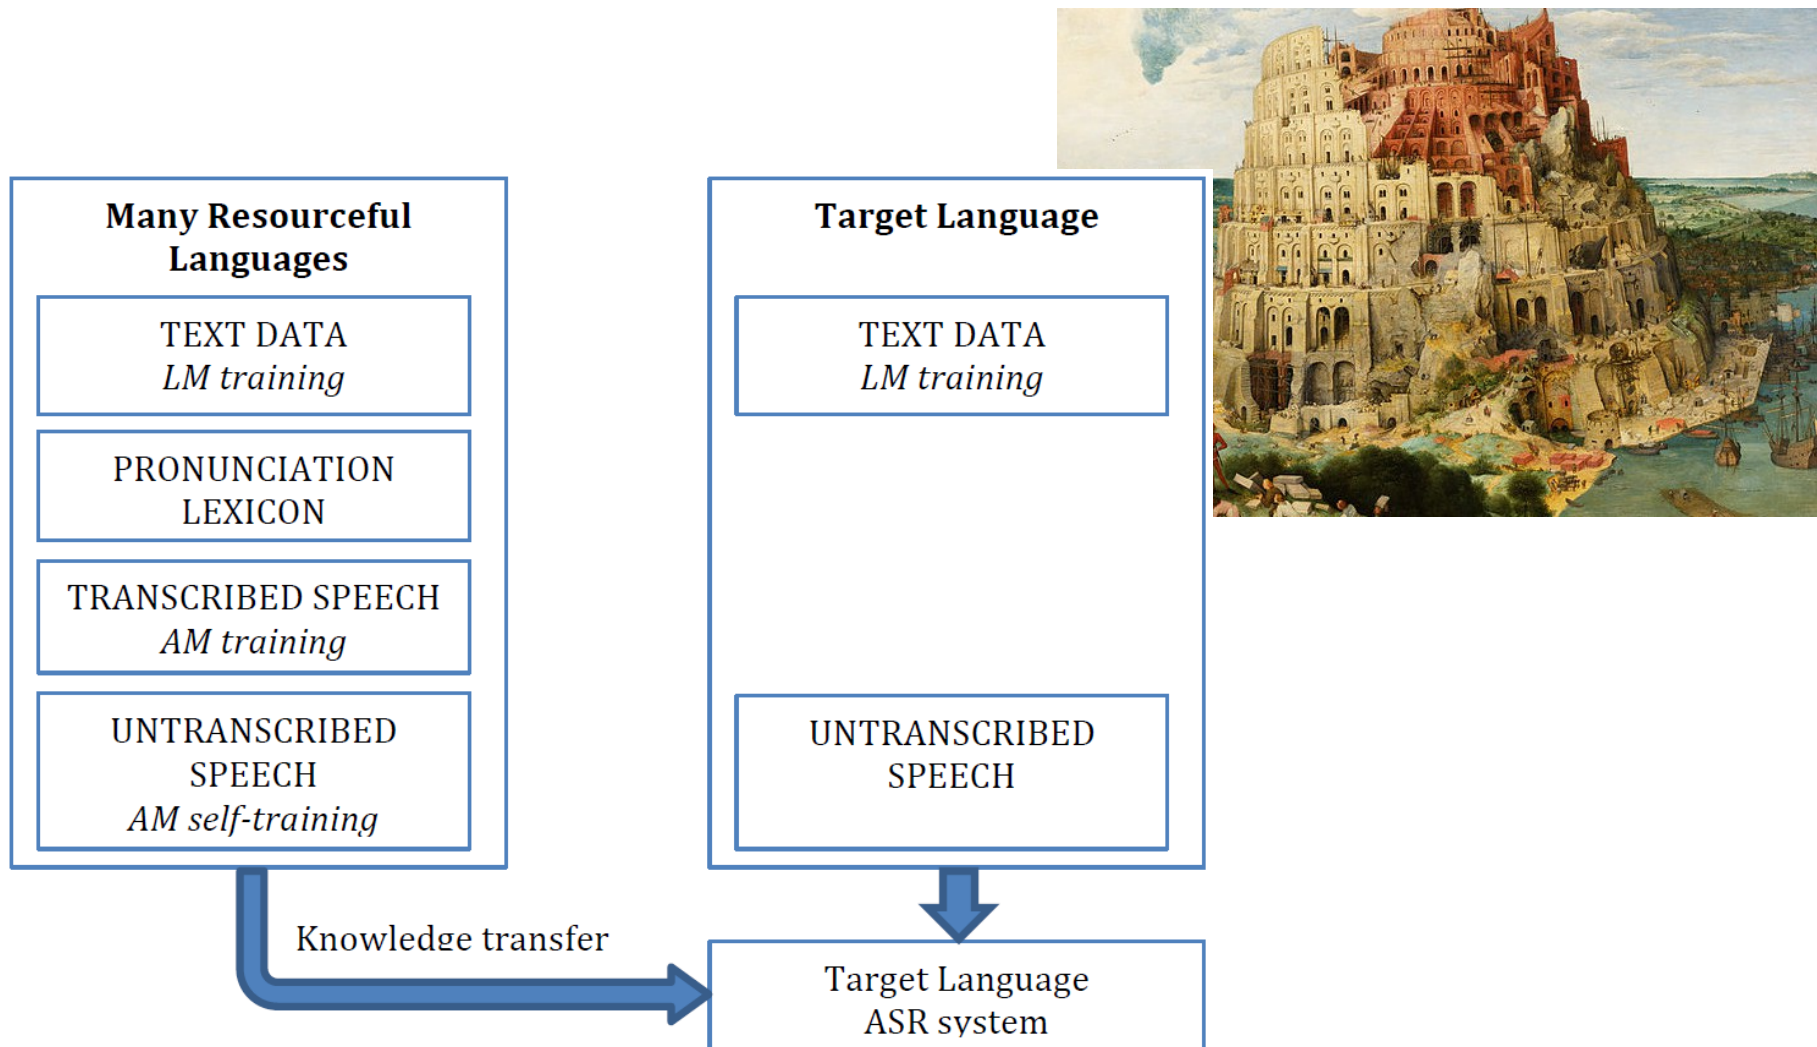 Many Resourceful
Languages
TEXT DATA
LM training
PRONUNCIATION
LEXICON
TRANSCRIBED SPEECH
AM training
UNTRANSCRIBED
SPEECH
AM self-training
Target Language
TEXT DATA
LM training
UNTRANSCRIBED
SPEECH
Knowledge transfer
Target Language
ASR system